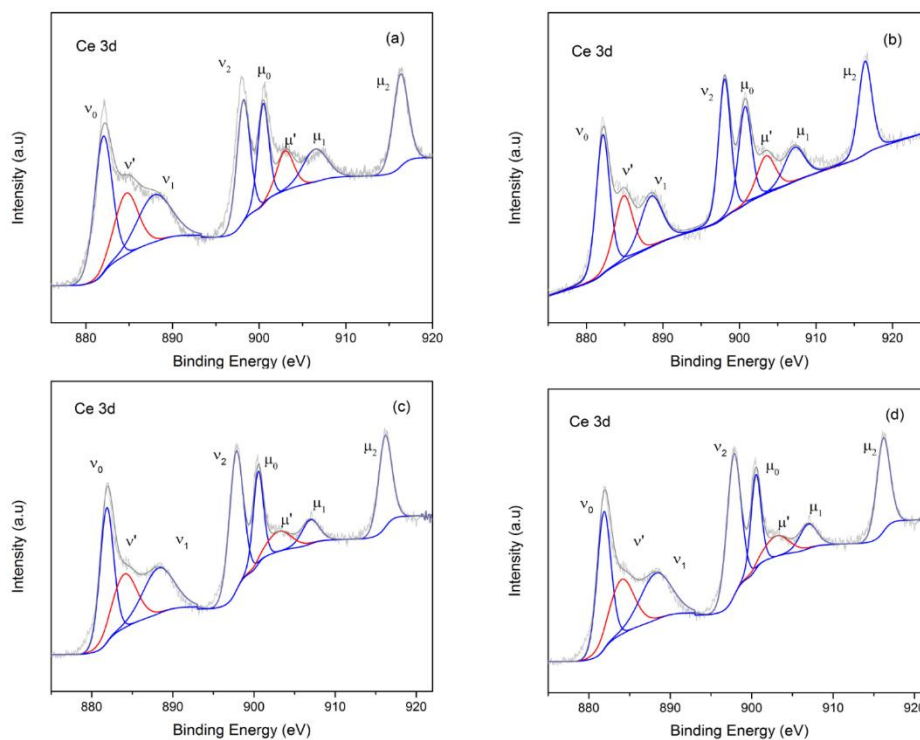 (a)
Ce 3d
ν₀
ν'
ν₁
ν₂
μ₀
μ'
μ₁
μ₂
Intensity (a.u)
880 890 900 910 920
Binding Energy (eV)
(b)
Ce 3d
ν₀
ν'
ν₁
ν₂
μ₀
μ'
μ₁
μ₂
Intensity (a.u)
880 890 900 910 920
Binding Energy (eV)
(c)
Ce 3d
ν₀
ν'
ν₁
ν₂
μ₀
μ'
μ₁
μ₂
Intensity (a.u)
880 890 900 910 920
Binding Energy (eV)
(d)
Ce 3d
ν₀
ν'
ν₁
ν₂
μ₀
μ'
μ₁
μ₂
Intensity (a.u)
880 890 900 910 920
Binding Energy (eV)